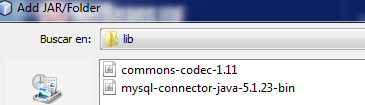 Add JAR/Folder
Buscar en:
lib
commons-codec-1.11
mysql-connector-java-5.1.23-bin